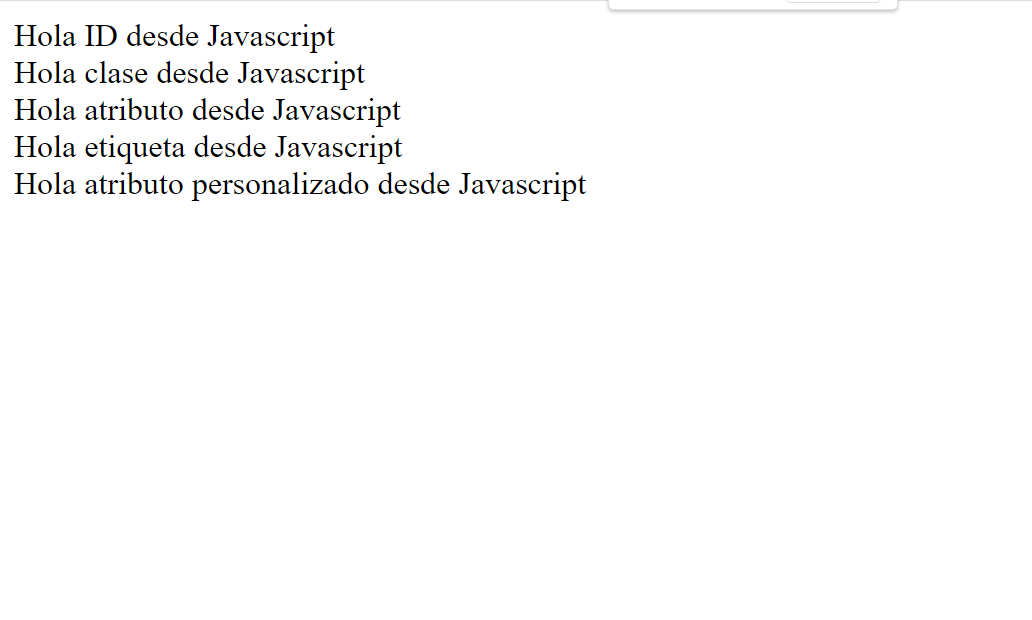 Hola ID desde Javascript
Hola clase desde Javascript
Hola atributo desde Javascript
Hola etiqueta desde Javascript
Hola atributo personalizado desde Javascript